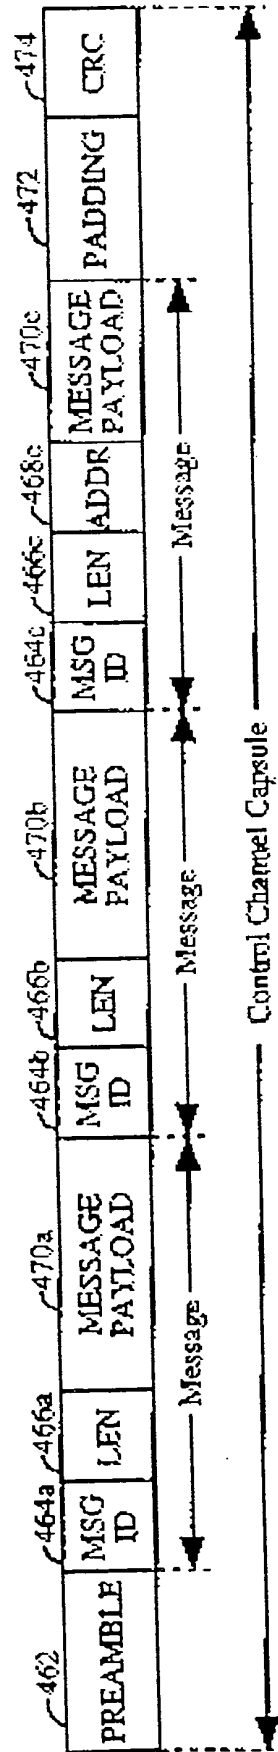 462 464a 466a 470a 464b 466b 470b 464c 466c 468c 470c 472 474
PREAMBLE MSG ID LEN MESSAGE PAYLOAD MSG ID LEN MESSAGE PAYLOAD MSG ID LEN ADDR MESSAGE PAYLOAD PADDING CRC
Message Message Message
Control Channel Capsule